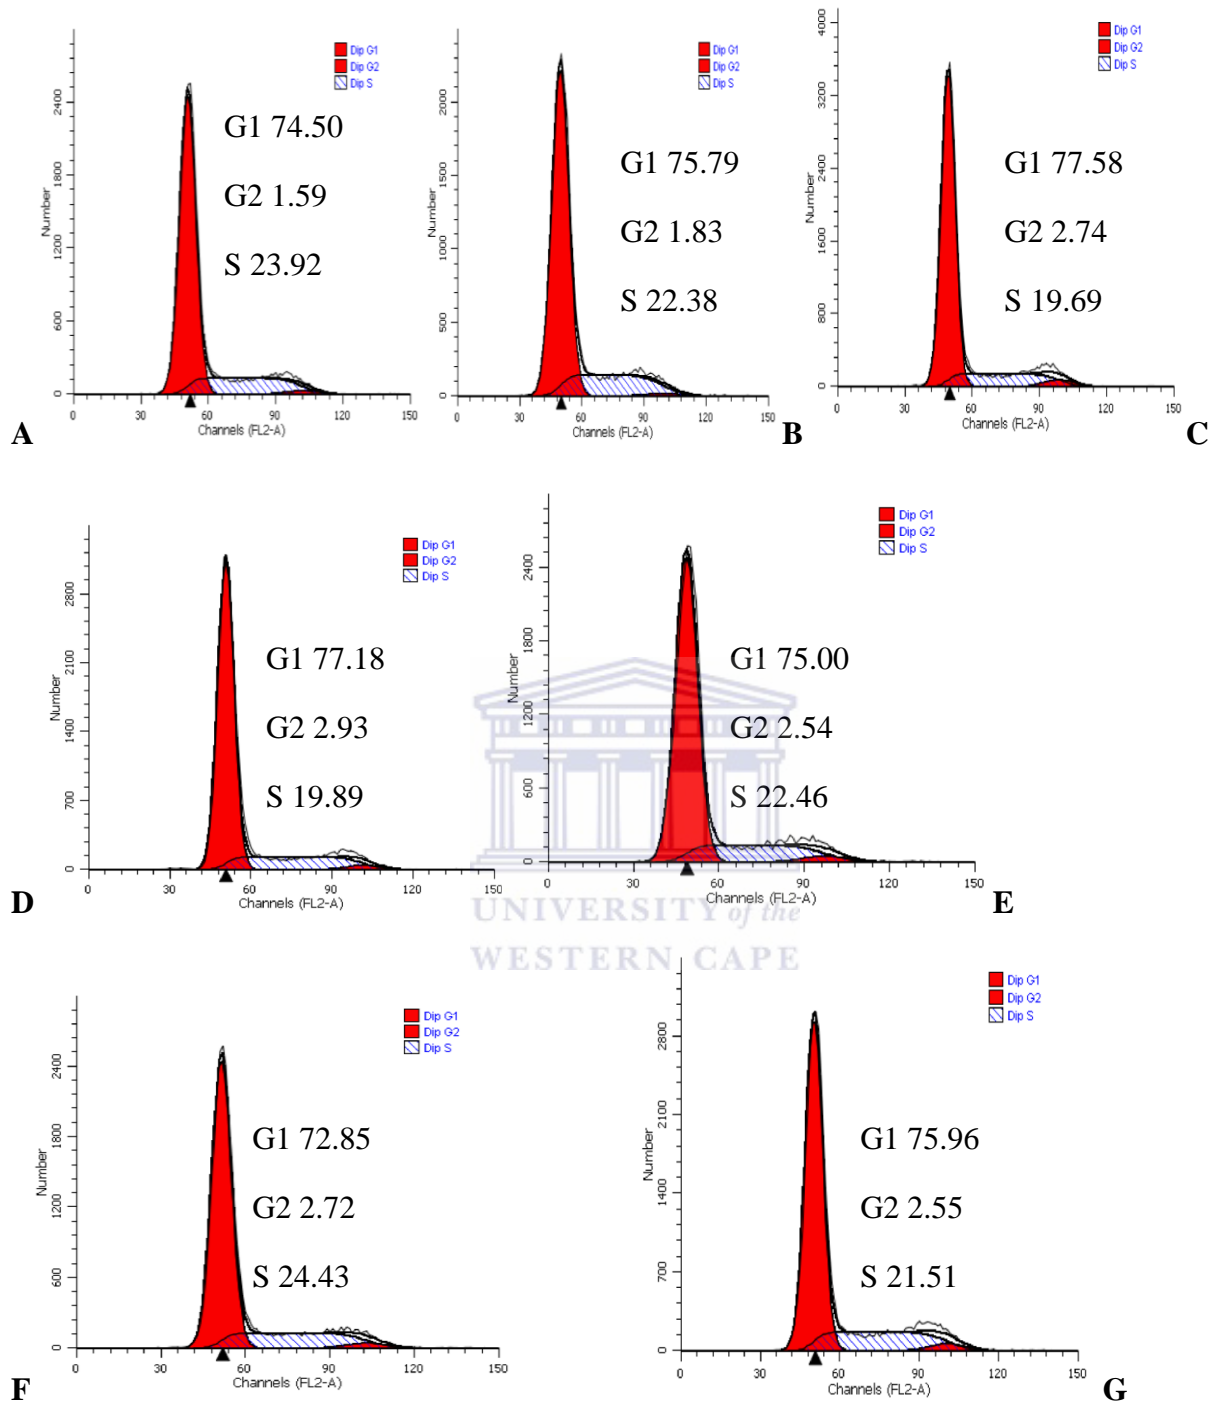 Dip G1
Dip G2
Dip S
G1 74.50
G2 1.59
S 23.92
Number
2400
1800
1200
600
0
0 30 60 90 120 150
Channels (FL2-A)
A
Dip G1
Dip G2
Dip S
G1 75.79
G2 1.83
S 22.38
Number
2000
1500
1000
500
0
0 30 60 90 120 150
Channels (FL2-A)
B
Dip G1
Dip G2
Dip S
G1 77.58
G2 2.74
S 19.69
Number
4000
3200
2400
1600
800
0
0 30 60 90 120 150
Channels (FL2-A)
C
Dip G1
Dip G2
Dip S
G1 77.18
G2 2.93
S 19.89
Number
2800
2100
1400
700
0
0 30 60 90 120 150
Channels (FL2-A)
D
Dip G1
Dip G2
Dip S
G1 75.00
G2 2.54
S 22.46
Number
2400
1800
1200
600
0
0 30 60 90 120 150
Channels (FL2-A)
E
UNIVERSITY of the
WESTERN CAPE
Dip G1
Dip G2
Dip S
G1 72.85
G2 2.72
S 24.43
Number
2400
1800
1200
600
0
0 30 60 90 120 150
Channels (FL2-A)
F
Dip G1
Dip G2
Dip S
G1 75.96
G2 2.55
S 21.51
Number
2800
2100
1400
700
0
0 30 60 90 120 150
Channels (FL2-A)
G